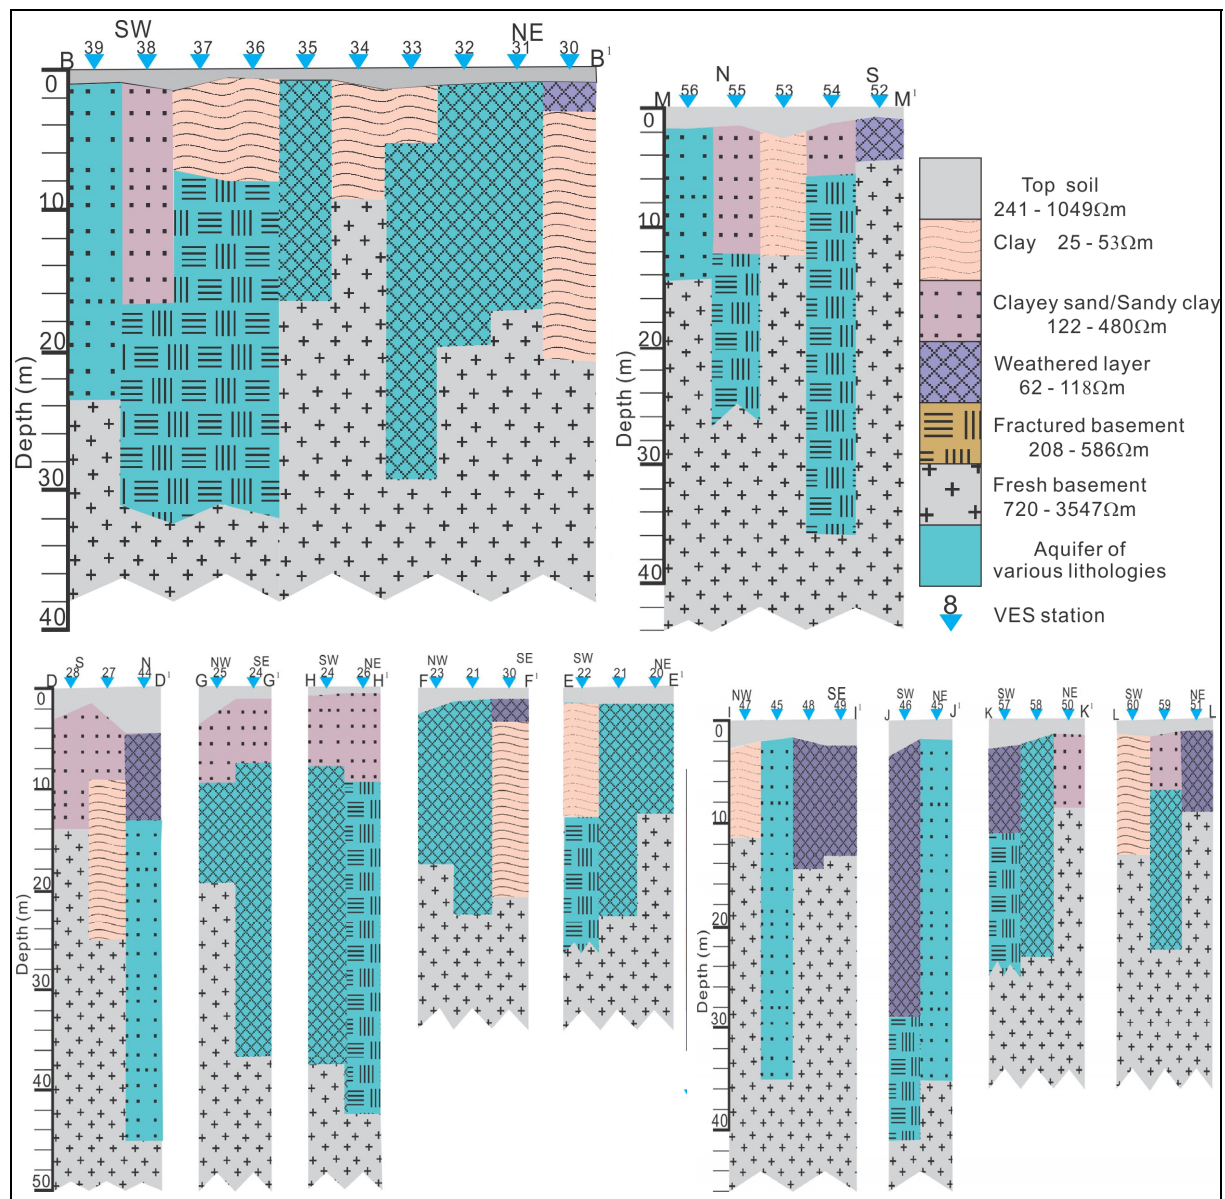 SW
NE
39 38 37 36 35 34 33 32 31 30
B B1
0
10
20
30
40
Depth (m)
N S
56 55 53 54 52
M M1
0
10
20
30
40
Depth (m)
Top soil
241 - 1049Ωm
Clay 25 - 53Ωm
Clayey sand/Sandy clay
122 - 480Ωm
Weathered layer
62 - 118Ωm
Fractured basement
208 - 586Ωm
Fresh basement
720 - 3547Ωm
Aquifer of
various lithologies
8
VES station
S N
D 28 27 44 D1
0
10
20
30
40
50
Depth (m)
NW SE
G 25 24 G1
SW NE
H 24 26 H1
NW SE
F 23 21 30 F1
SW NE
E 22 21 20 E1
NW SE
I 47 45 48 49 I1
0
10
20
30
40
Depth (m)
SW NE
J 46 45 J1
SW NE
K 57 58 50 K1
SW NE
L 60 59 51 L